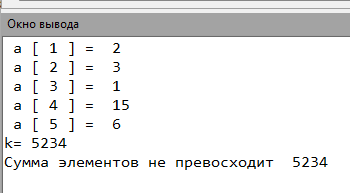 Окно вывода
a [ 1 ] = 2
a [ 2 ] = 3
a [ 3 ] = 1
a [ 4 ] = 15
a [ 5 ] = 6
k= 5234
Сумма элементов не превосходит 5234